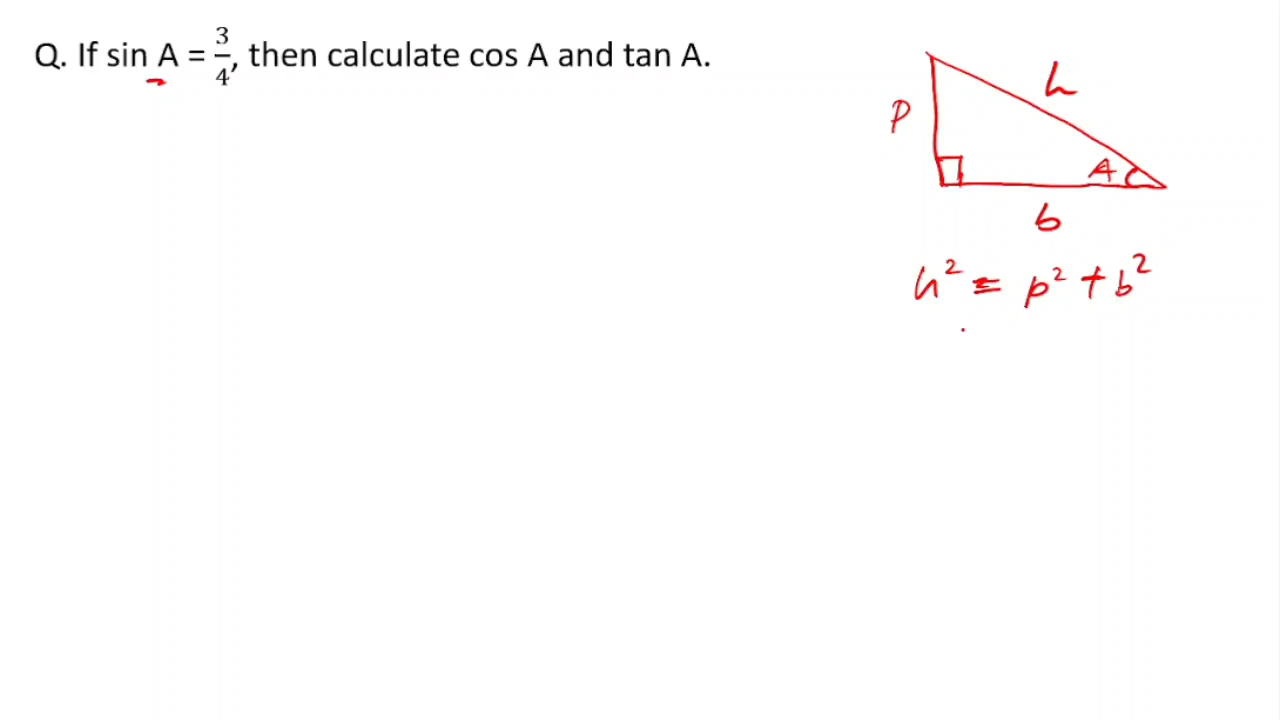 Q. If sin A = 3/4, then calculate cos A and tan A.
h
P
A
b
h² = p² + b²